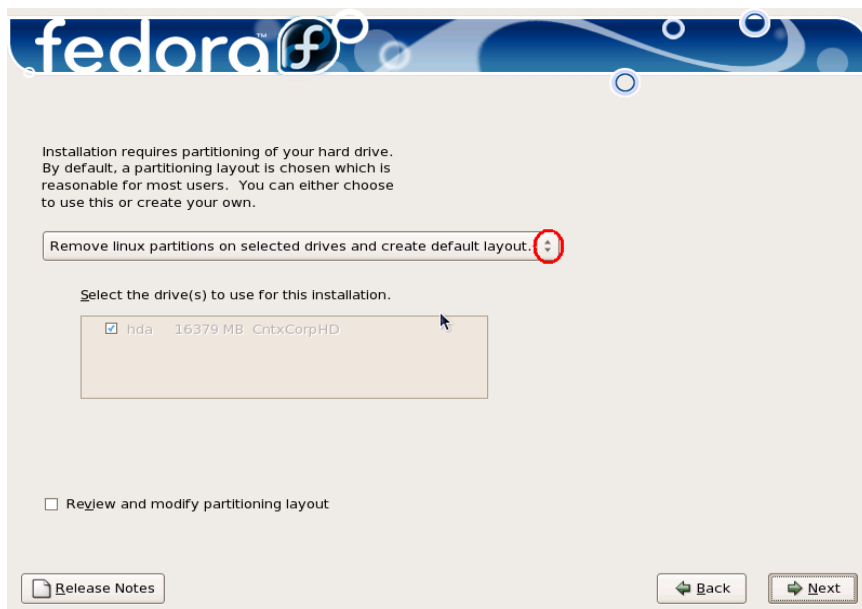 fedora™ f
Installation requires partitioning of your hard drive.
By default, a partitioning layout is chosen which is
reasonable for most users.  You can either choose
to use this or create your own.
Remove linux partitions on selected drives and create default layout.
Select the drive(s) to use for this installation.
hda 16379 MB CntxCorpHD
Review and modify partitioning layout
Release Notes
Back
Next